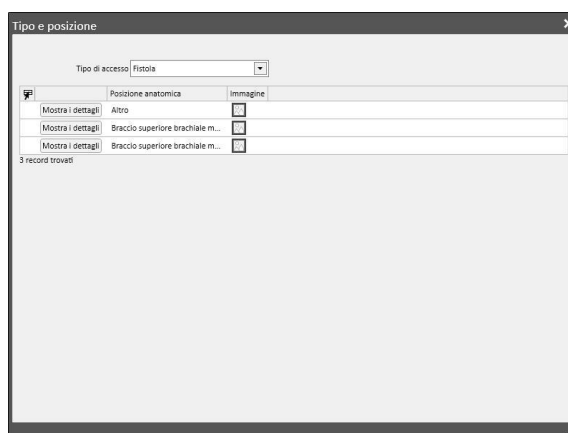 Tipo e posizione
Tipo di accesso Fistola
Posizione anatomica Immagine
Mostra i dettagli Altro
Mostra i dettagli Braccio superiore brachiale m...
Mostra i dettagli Braccio superiore brachiale m...
3 record trovati